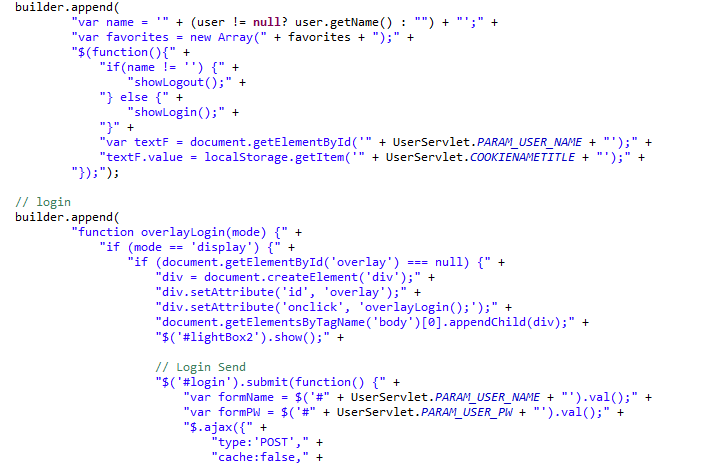 builder.append(
"var name = '" + (user != null? user.getName() : "") + "';" +
"var favorites = new Array(" + favorites + ");" +
"$(function(){" +
"if(name != '') {" +
"showLogout();" +
"} else {" +
"showLogin();" +
"}" +
"var textF = document.getElementById('" + UserServlet.PARAM_USER_NAME + "');" +
"textF.value = localStorage.getItem('" + UserServlet.COOKIENAMETITLE + "');" +
"});");
// login
builder.append(
"function overlayLogin(mode) {" +
"if (mode == 'display') {" +
"if (document.getElementById('overlay') === null) {" +
"div = document.createElement('div');" +
"div.setAttribute('id', 'overlay');" +
"div.setAttribute('onclick', 'overlayLogin();');" +
"document.getElementsByTagName('body')[0].appendChild(div);" +
"$('#lightBox2').show();" +
// Login Send
"$('#login').submit(function() {" +
"var formName = $('#" + UserServlet.PARAM_USER_NAME + "').val();" +
"var formPW = $('#" + UserServlet.PARAM_USER_PW + "').val();" +
"$.ajax({" +
"type:'POST'," +
"cache:false," +